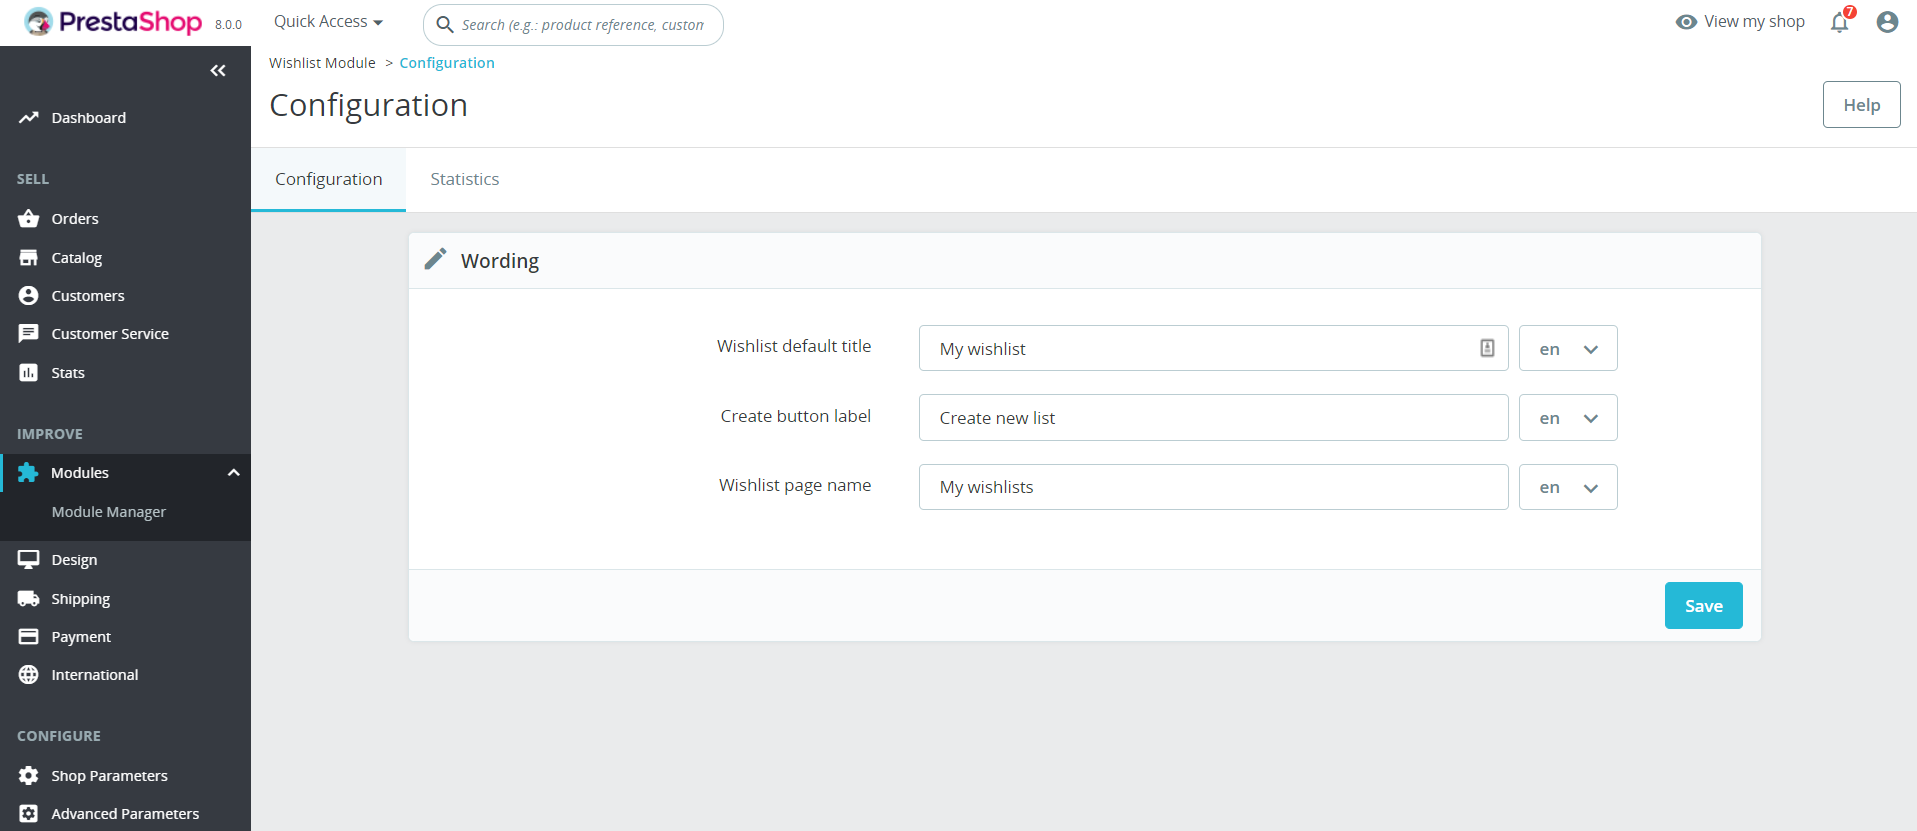 PrestaShop 8.0.0 Quick Access Search (e.g.: product reference, custom View my shop 7
Wishlist Module > Configuration
Configuration
Help
Configuration Statistics
Dashboard
SELL
Orders
Catalog
Customers
Customer Service
Stats
IMPROVE
Modules
Module Manager
Design
Shipping
Payment
International
CONFIGURE
Shop Parameters
Advanced Parameters
Wording
Wishlist default title My wishlist en
Create button label Create new list en
Wishlist page name My wishlists en
Save